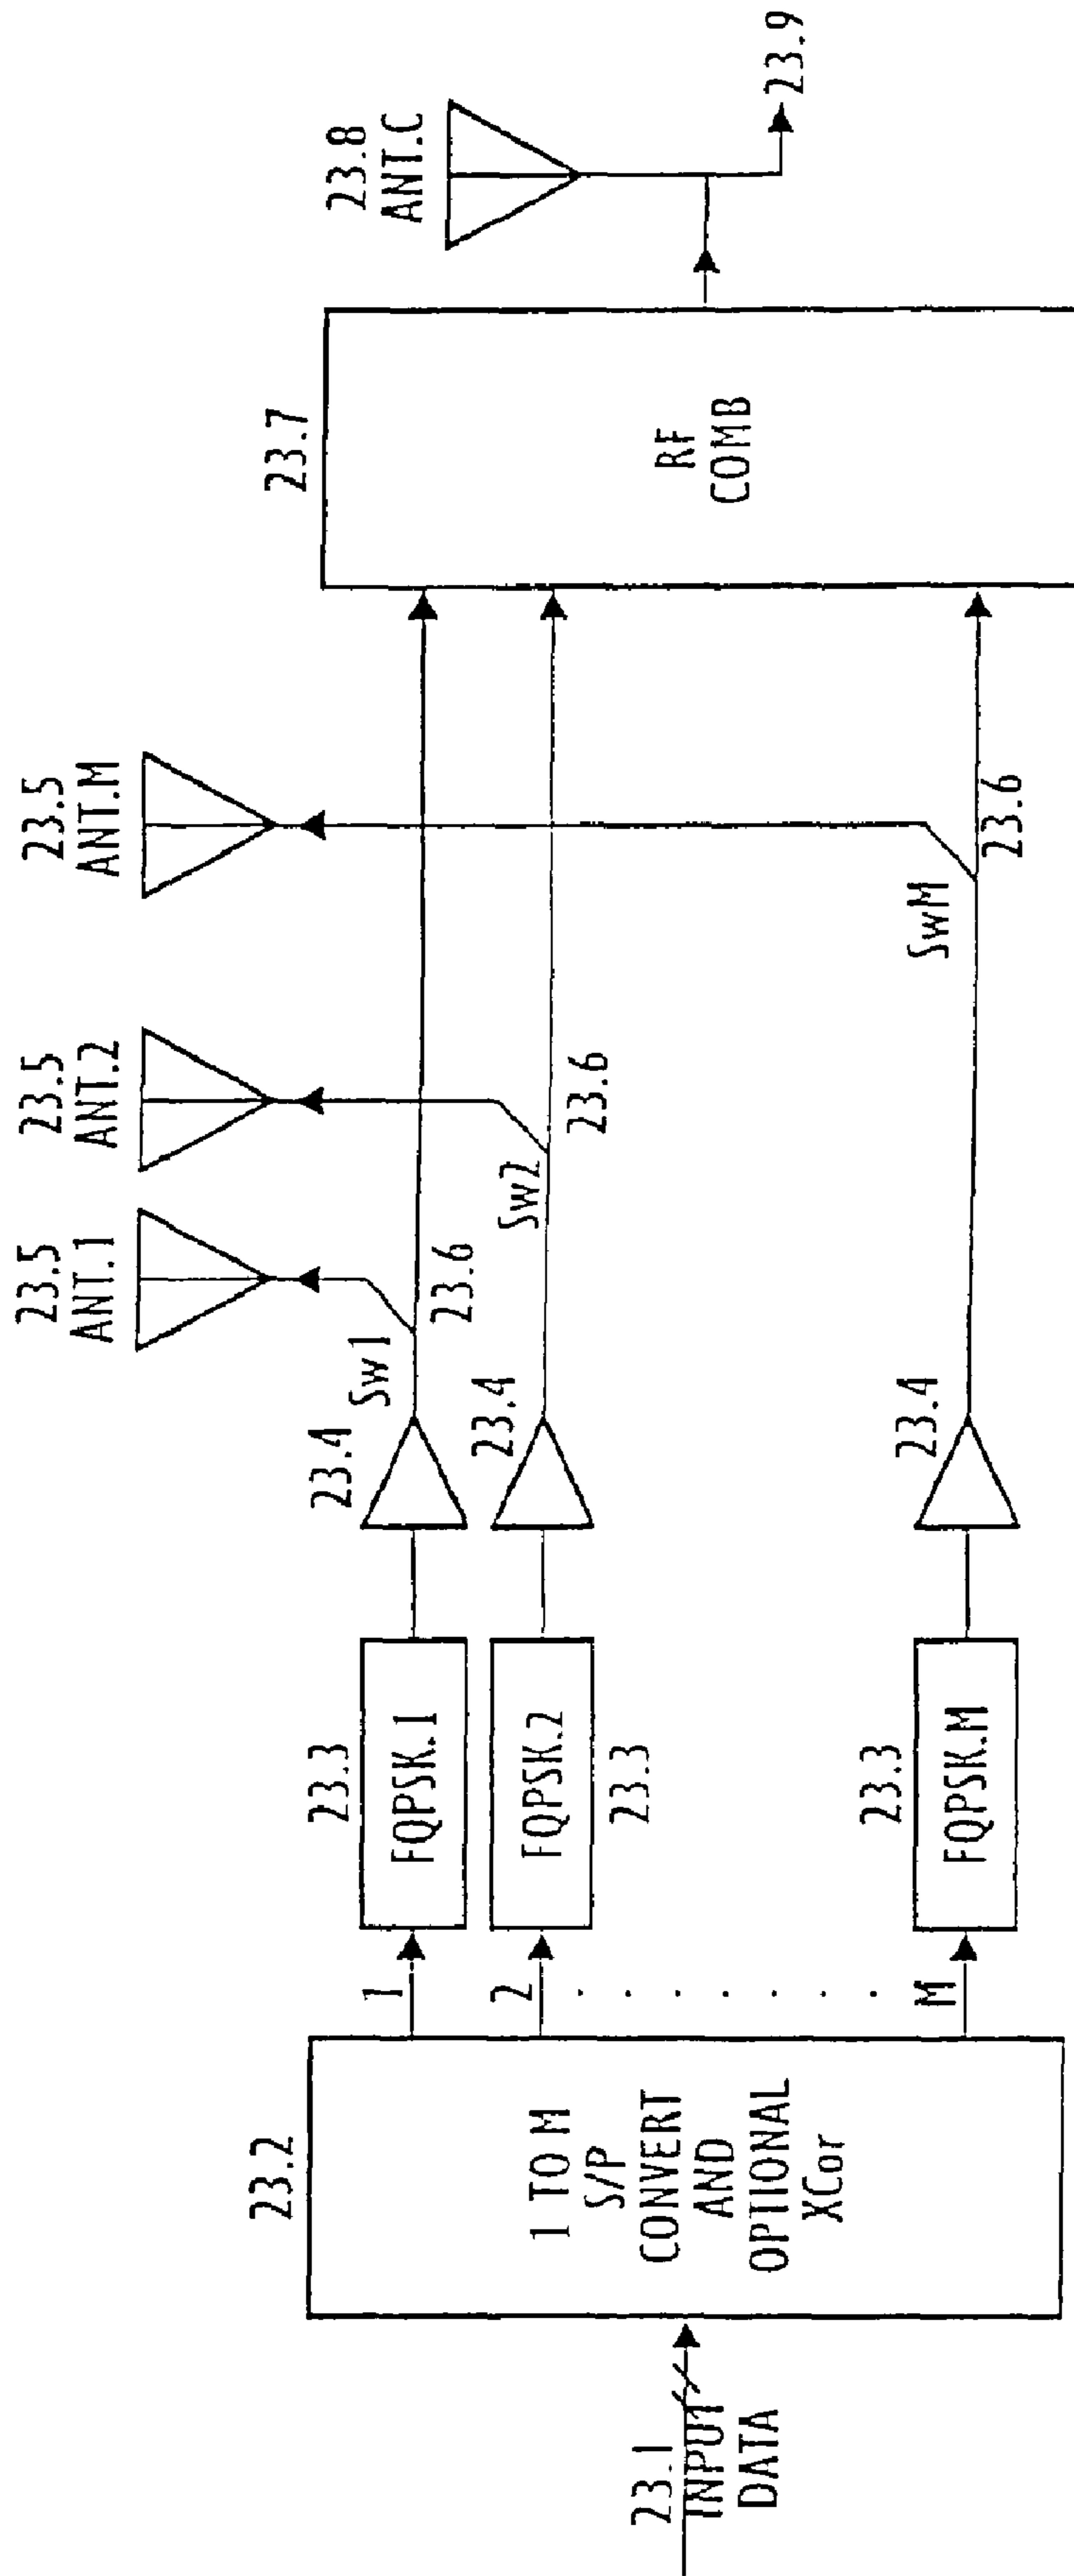 23.1
INPUT
DATA
23.2
1 TO M
S/P
CONVERT
AND
OPTIONAL
XCor
1
2
. . . . . . .
M
23.3
FQPSK.1
FQPSK.2
23.3
23.3
FQPSK.M
23.4
23.4
23.4
Sw1
23.6
Sw2
23.6
SwM
23.6
23.5
ANT.1
23.5
ANT.2
23.5
ANT.M
23.7
RF
COMB
23.8
ANT.C
23.9